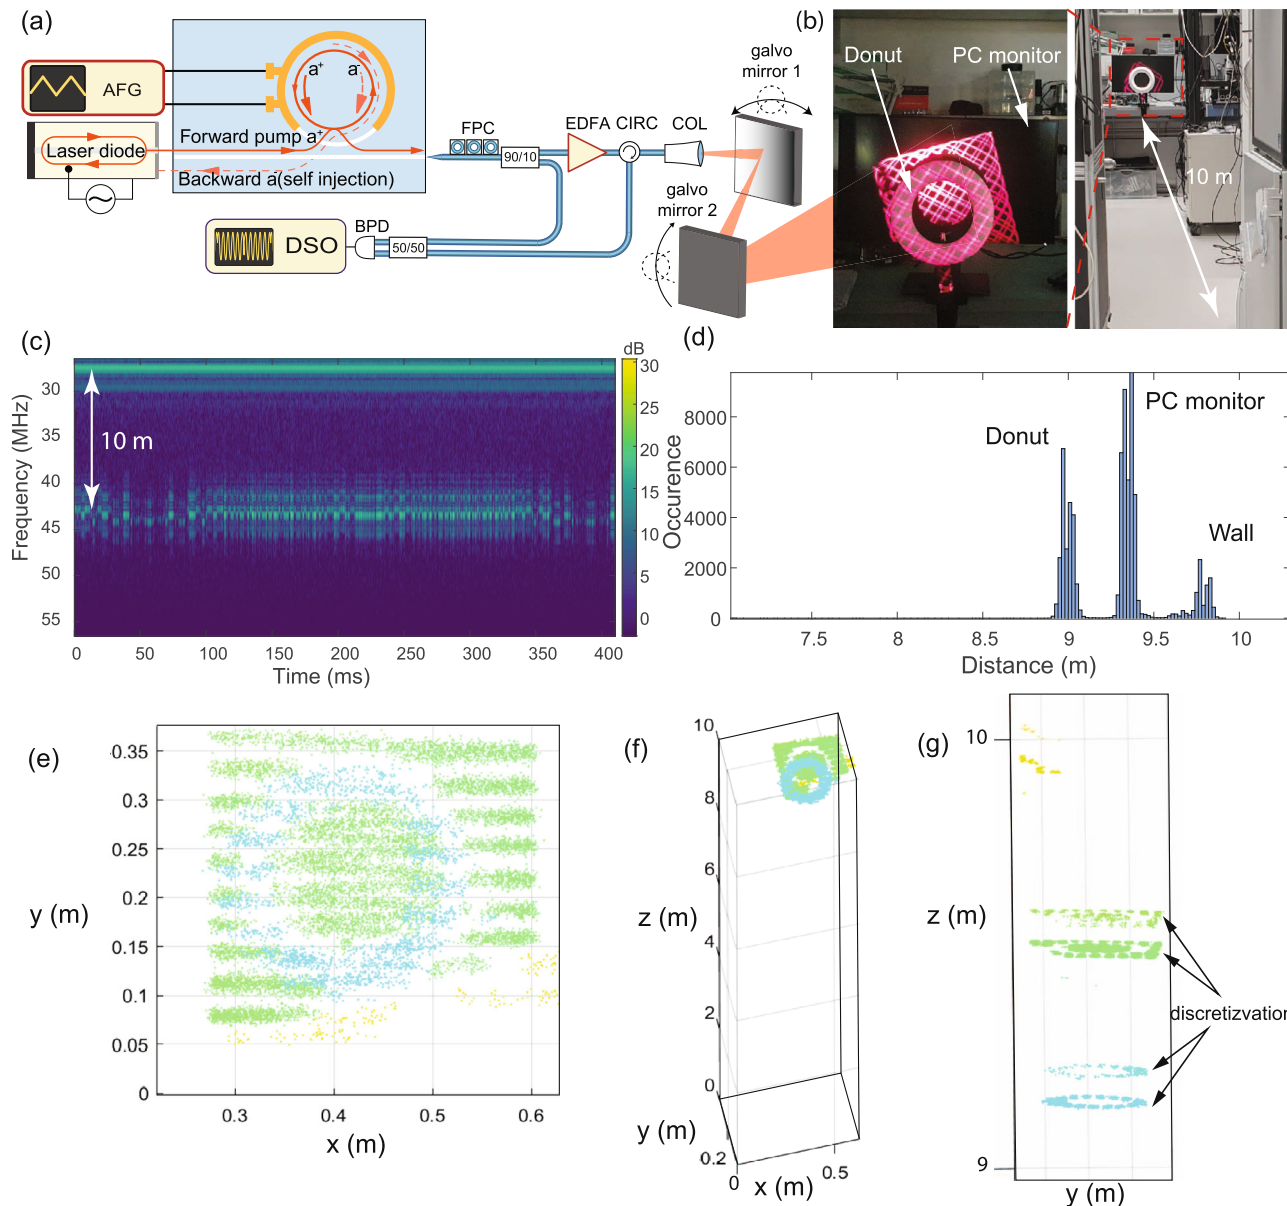 (a)
AFG
Laser diode
a⁺
a⁻
Forward pump a⁺
Backward a⁻(self injection)
FPC
90/10
EDFA
CIRC
COL
galvo
mirror 1
galvo
mirror 2
DSO
BPD
50/50
(b)
Donut
PC monitor
10 m
(c)
dB
30
25
20
15
10
5
0
10 m
30
35
40
45
50
55
Frequency (MHz)
0
50
100
150
200
250
300
350
400
Time (ms)
(d)
8000
6000
4000
2000
0
Occurence
Donut
PC monitor
Wall
7.5
8
8.5
9
9.5
10
Distance (m)
(e)
0.35
0.3
0.25
0.2
0.15
0.1
0.05
0
y (m)
0.3
0.4
0.5
0.6
x (m)
(f)
10
8
6
4
2
0
z (m)
y (m)
0.2
0
0.5
x (m)
(g)
10
9
z (m)
discretizvation
y (m)